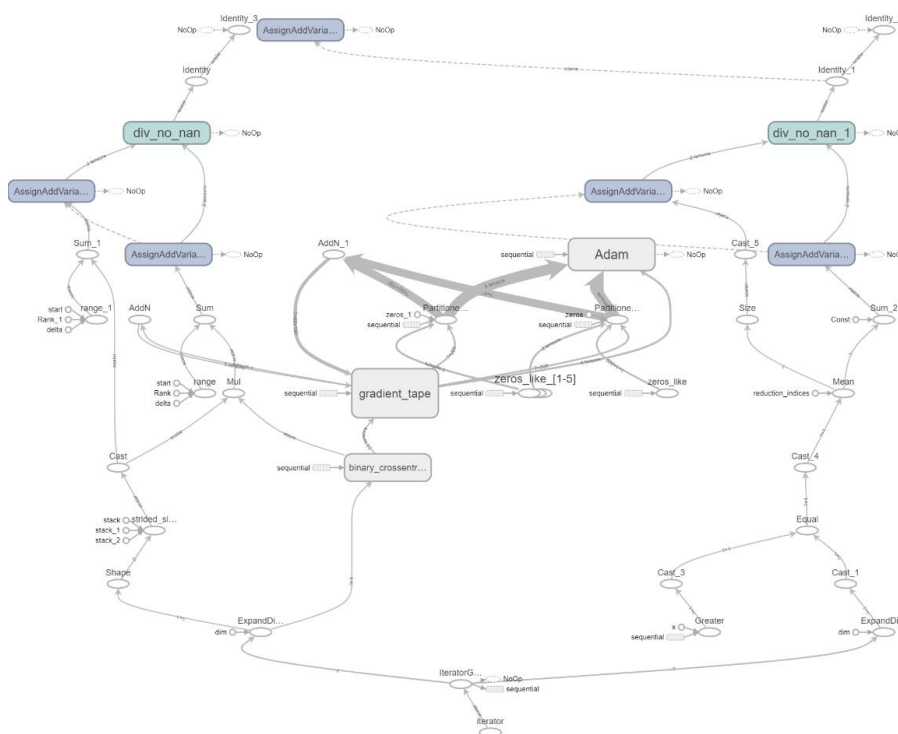 Identity_3
NoOp
AssignAddVaria…
NoOp
NoOp
Identity
Identity_1
div_no_nan
NoOp
div_no_nan_1
AssignAddVaria…
NoOp
AssignAddVaria…
NoOp
Sum_1
AssignAddVaria…
NoOp
AddN_1
sequential
Adam
NoOp
Cast_5
AssignAddVaria…
start
Rank_1
delta
range_1
AddN
Sum
zeros_1
sequential
Partitione…
zeros
sequential
Partitione…
Size
Const
Sum_2
start
Rank
delta
range
Mul
sequential
gradient_tape
sequential
zeros_like_[1-5]
sequential
zeros_like
reduction_indices
Mean
Cast
sequential
binary_crossentr…
Cast_4
stack
stack_1
stack_2
strided_sl…
Equal
Shape
Cast_3
Cast_1
dim
ExpandDi…
x
sequential
Greater
dim
ExpandDi
IteratorG…
NoOp
sequential
iterator